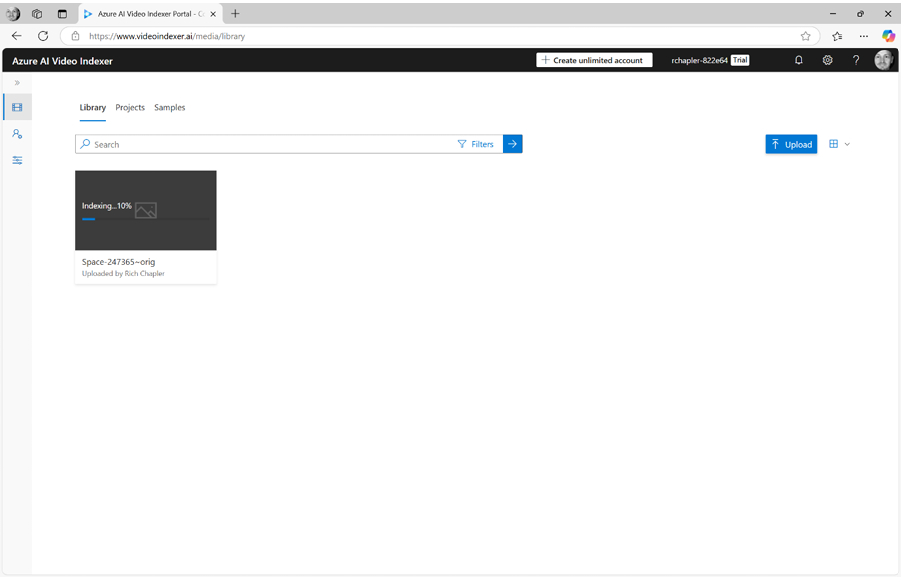 Azure AI Video Indexer Portal - C
https://www.videoindexer.ai/media/library
Azure AI Video Indexer
Create unlimited account
rchapler-822e64 Trial
Library Projects Samples
Search
Filters
Upload
Indexing...10%
Space-247365~orig
Uploaded by Rich Chapler